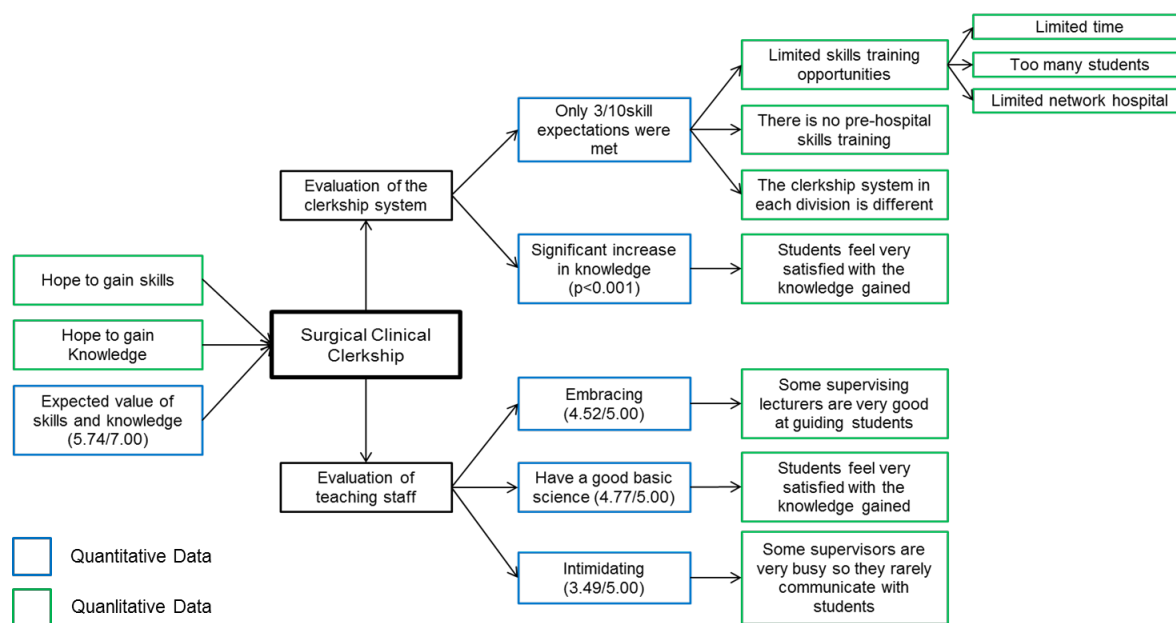 Limited time
Too many students
Limited network hospital
Limited skills training
opportunities
There is no pre-hospital
skills training
The clerkship system in
each division is different
Only 3/10skill
expectations were
met
Evaluation of the
clerkship system
Significant increase
in knowledge
(p<0.001)
Students feel very
satisfied with the
knowledge gained
Hope to gain skills
Hope to gain
Knowledge
Expected value of
skills and knowledge
(5.74/7.00)
Surgical Clinical
Clerkship
Evaluation of
teaching staff
Embracing
(4.52/5.00)
Some supervising
lecturers are very good
at guiding students
Have a good basic
science (4.77/5.00)
Students feel very
satisfied with the
knowledge gained
Intimidating
(3.49/5.00)
Some supervisors are
very busy so they rarely
communicate with
students
Quantitative Data
Quanlitative Data